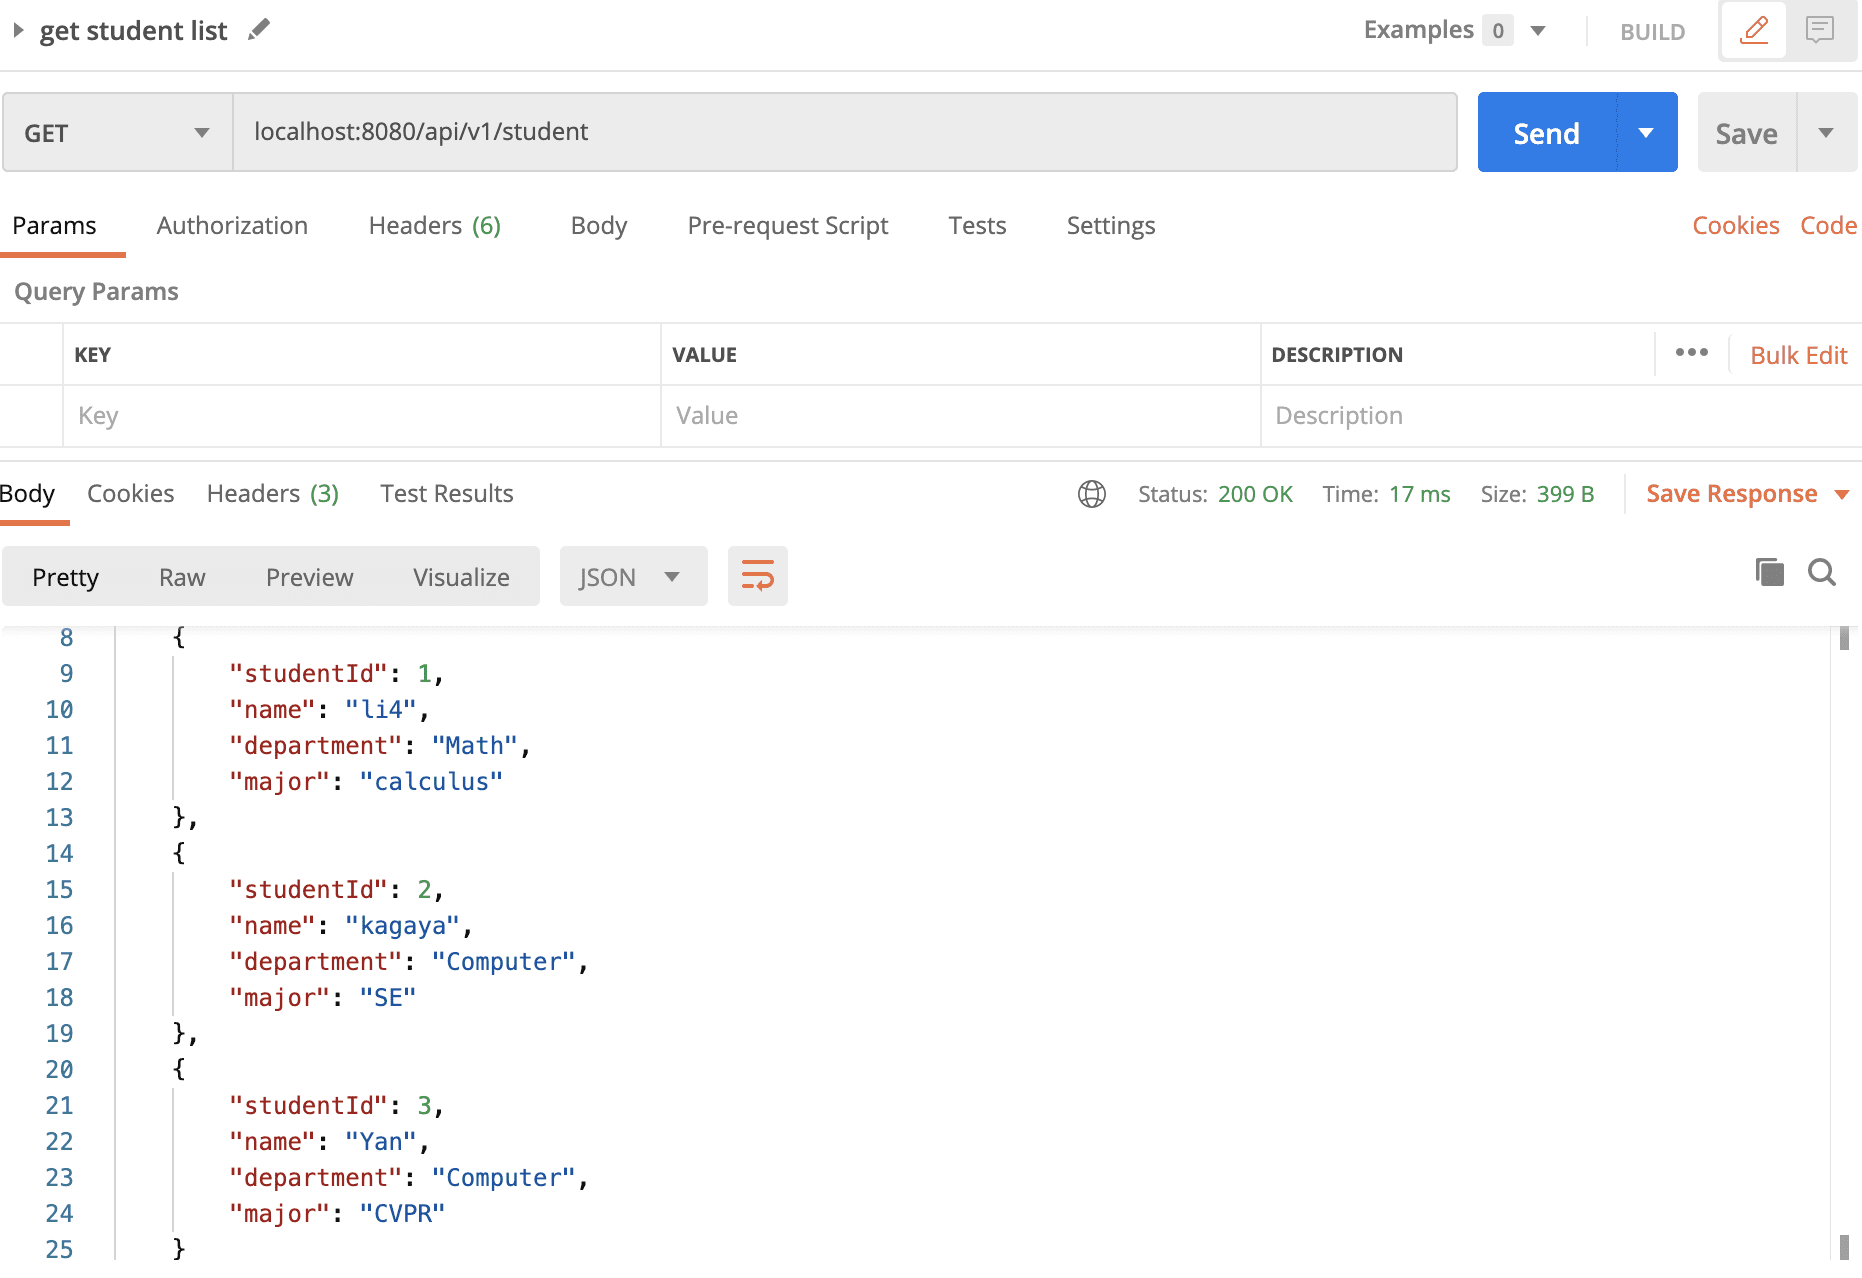 get student list
Examples 0 BUILD
GET localhost:8080/api/v1/student Send Save
Params Authorization Headers (6) Body Pre-request Script Tests Settings Cookies Code
Query Params
KEY VALUE DESCRIPTION ••• Bulk Edit
Key Value Description
Body Cookies Headers (3) Test Results Status: 200 OK Time: 17 ms Size: 399 B Save Response
Pretty Raw Preview Visualize JSON
8 {
9 "studentId": 1,
10 "name": "li4",
11 "department": "Math",
12 "major": "calculus"
13 },
14 {
15 "studentId": 2,
16 "name": "kagaya",
17 "department": "Computer",
18 "major": "SE"
19 },
20 {
21 "studentId": 3,
22 "name": "Yan",
23 "department": "Computer",
24 "major": "CVPR"
25 }